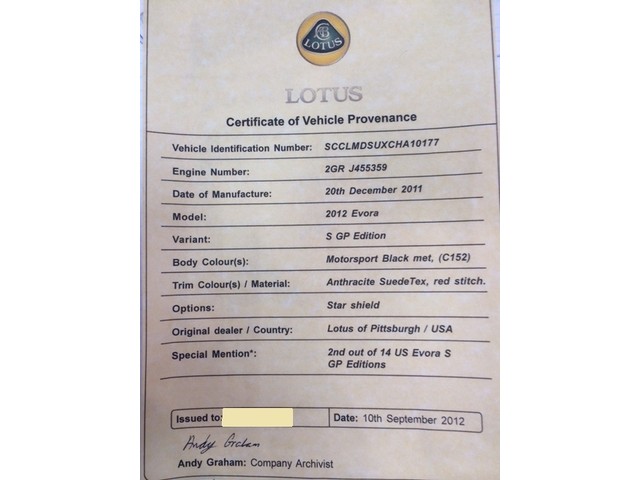 LOTUS
LOTUS
Certificate of Vehicle Provenance
Vehicle Identification Number: SCCLMDSUXCHA10177
Engine Number: 2GR J455359
Date of Manufacture: 20th December 2011
Model: 2012 Evora
Variant: S GP Edition
Body Colour(s): Motorsport Black met, (C152)
Trim Colour(s) / Material: Anthracite SuedeTex, red stitch.
Options: Star shield
Original dealer / Country: Lotus of Pittsburgh / USA
Special Mention*: 2nd out of 14 US Evora S
GP Editions
Issued to: Date: 10th September 2012
Andy Graham
Andy Graham: Company Archivist